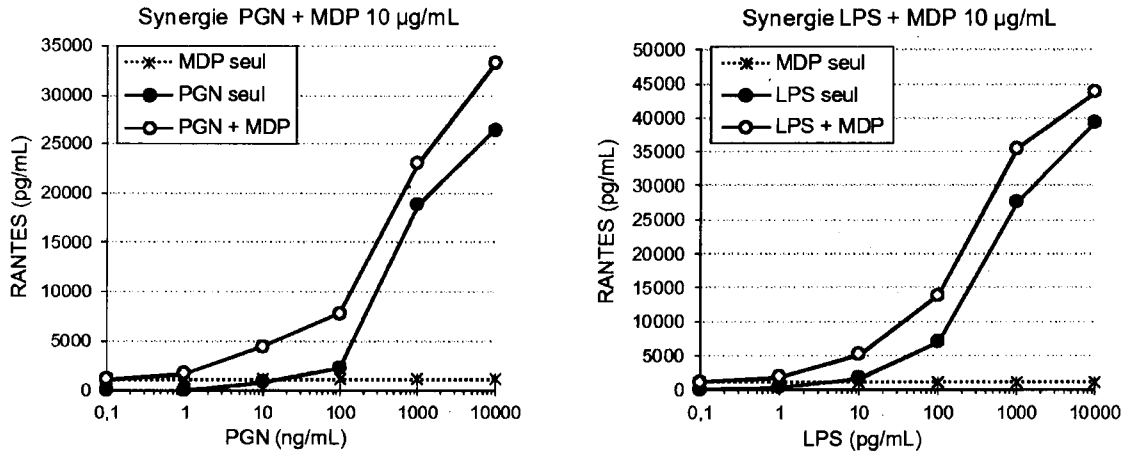 Synergie PGN + MDP 10 µg/mL
35000
30000
25000
20000
15000
10000
5000
0
RANTES (pg/mL)
MDP seul
PGN seul
PGN + MDP
0,1 1 10 100 1000 10000
PGN (ng/mL)
Synergie LPS + MDP 10 µg/mL
50000
45000
40000
35000
30000
25000
20000
15000
10000
5000
0
RANTES (pg/mL)
MDP seul
LPS seul
LPS + MDP
0,1 1 10 100 1000 10000
LPS (pg/mL)